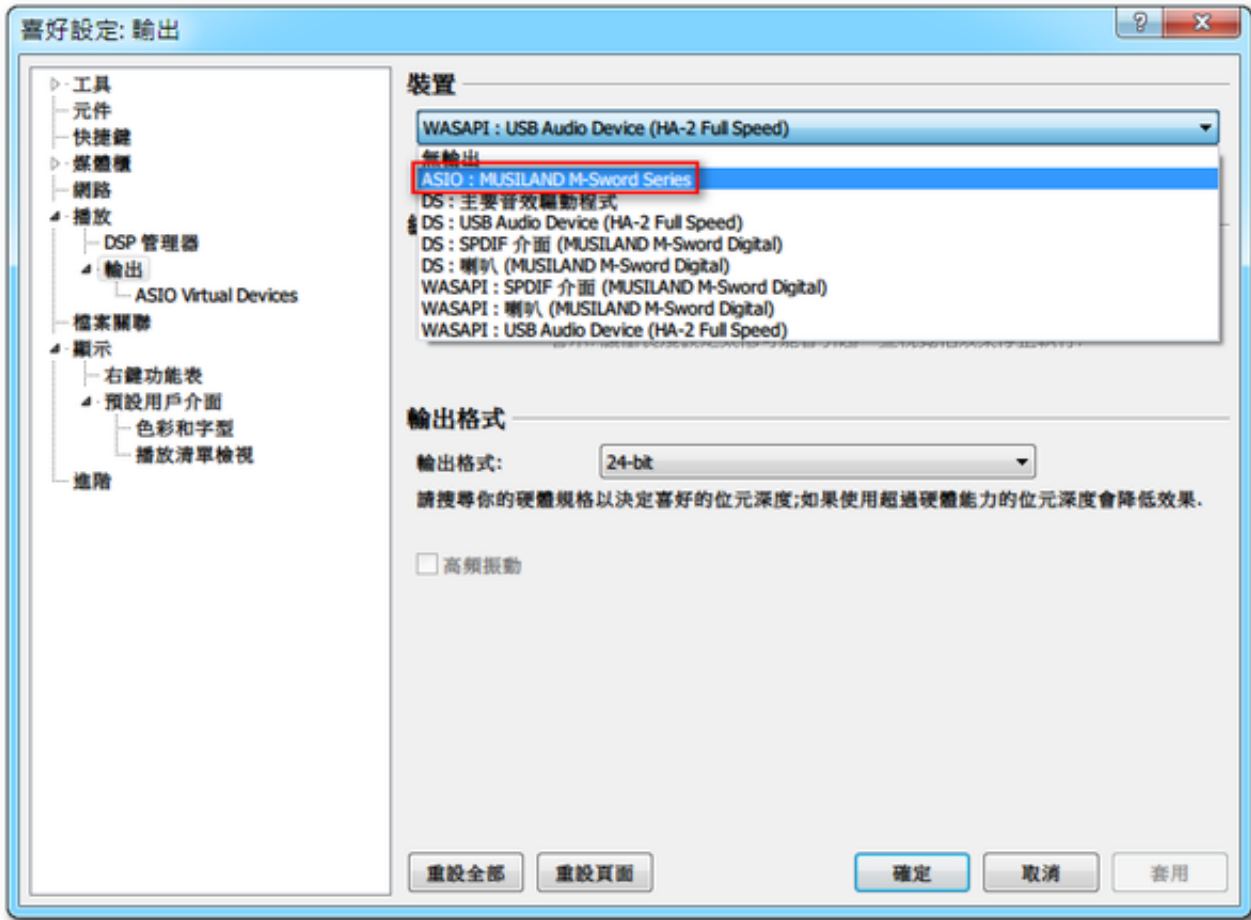 喜好設定: 輸出
工具
元件
快捷鍵
媒體櫃
網路
播放
DSP 管理器
輸出
ASIO Virtual Devices
檔案關聯
顯示
右鍵功能表
預設用戶介面
色彩和字型
播放清單檢視
進階
裝置
WASAPI : USB Audio Device (HA-2 Full Speed)
無輸出
ASIO : MUSILAND M-Sword Series
DS : 主要音效驅動程式
DS : USB Audio Device (HA-2 Full Speed)
DS : SPDIF 介面 (MUSILAND M-Sword Digital)
DS : 喇叭 (MUSILAND M-Sword Digital)
WASAPI : SPDIF 介面 (MUSILAND M-Sword Digital)
WASAPI : 喇叭 (MUSILAND M-Sword Digital)
WASAPI : USB Audio Device (HA-2 Full Speed)
輸出格式
輸出格式:
24-bit
請搜尋你的硬體規格以決定喜好的位元深度;如果使用超過硬體能力的位元深度會降低效果.
高頻振動
重設全部
重設頁面
確定
取消
套用